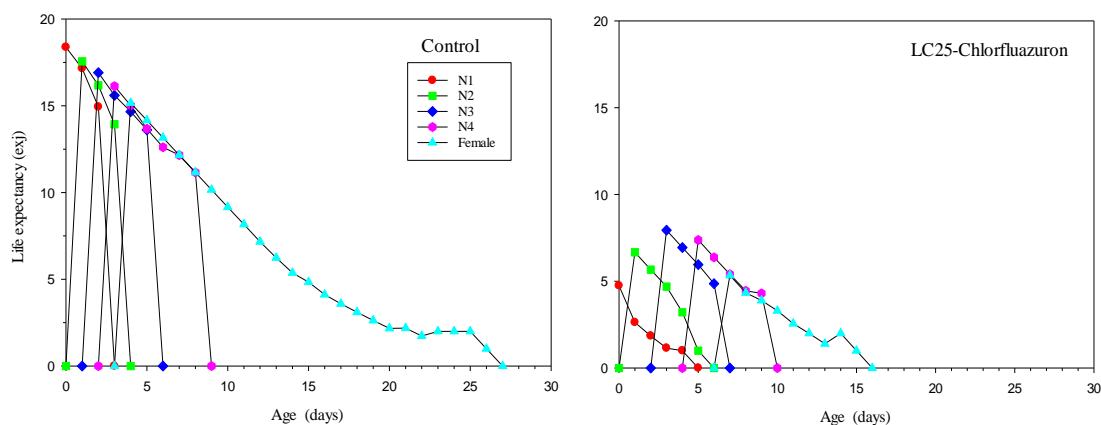 Control
N1
N2
N3
N4
Female
Life expectancy (exj)
20
15
10
5
0
0 5 10 15 20 25 30
Age (days)
LC25-Chlorfluazuron
20
15
10
5
0
0 5 10 15 20 25 30
Age (days)